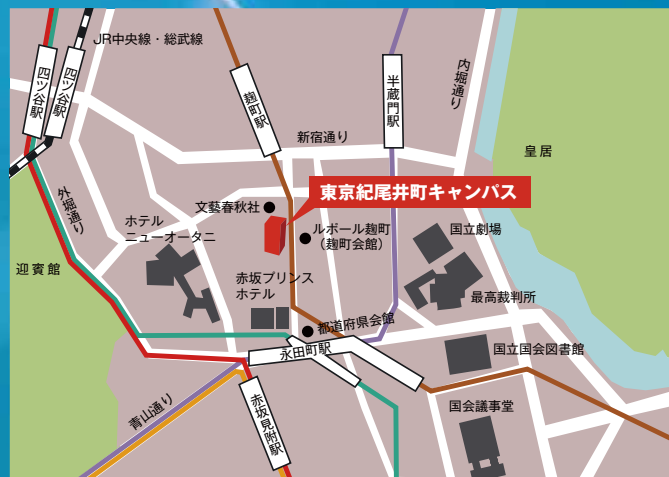 JR中央線・総武線
四ツ谷駅
四ツ谷駅
麹町駅
半蔵門駅
内堀通り
新宿通り
皇居
東京紀尾井町キャンパス
外堀通り
文藝春秋社
ホテル
ニューオータニ
ルポール麹町
（麹町会館）
国立劇場
迎賓館
赤坂プリンス
ホテル
最高裁判所
都道府県会館
永田町駅
国立国会図書館
青山通り
赤坂見附駅
国会議事堂